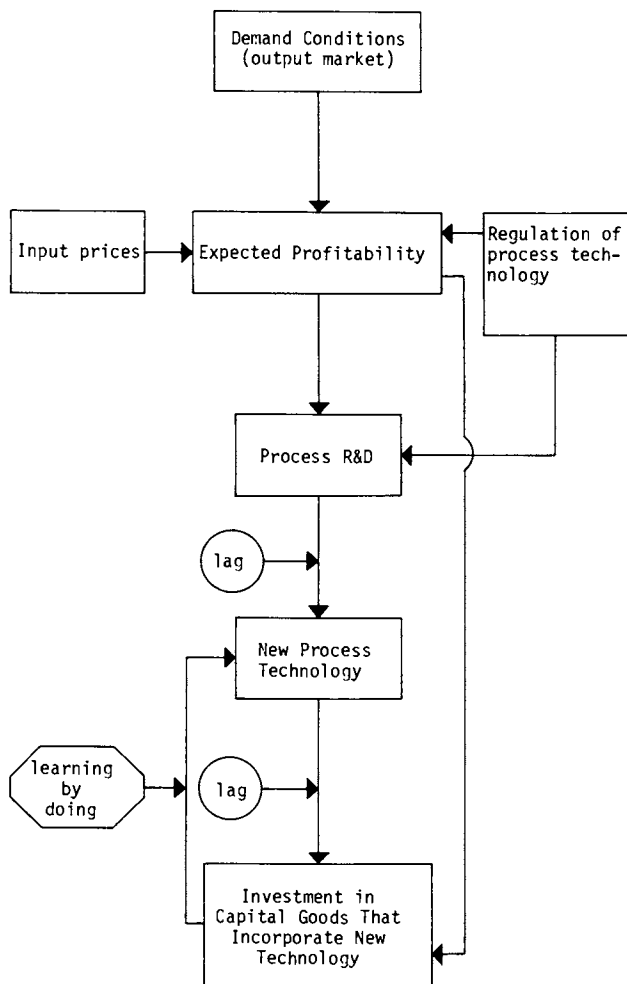 Demand Conditions
(output market)
Input prices
Expected Profitability
Regulation of
process tech-
nology
Process R&D
lag
New Process
Technology
learning
by
doing
lag
Investment in
Capital Goods That
Incorporate New
Technology